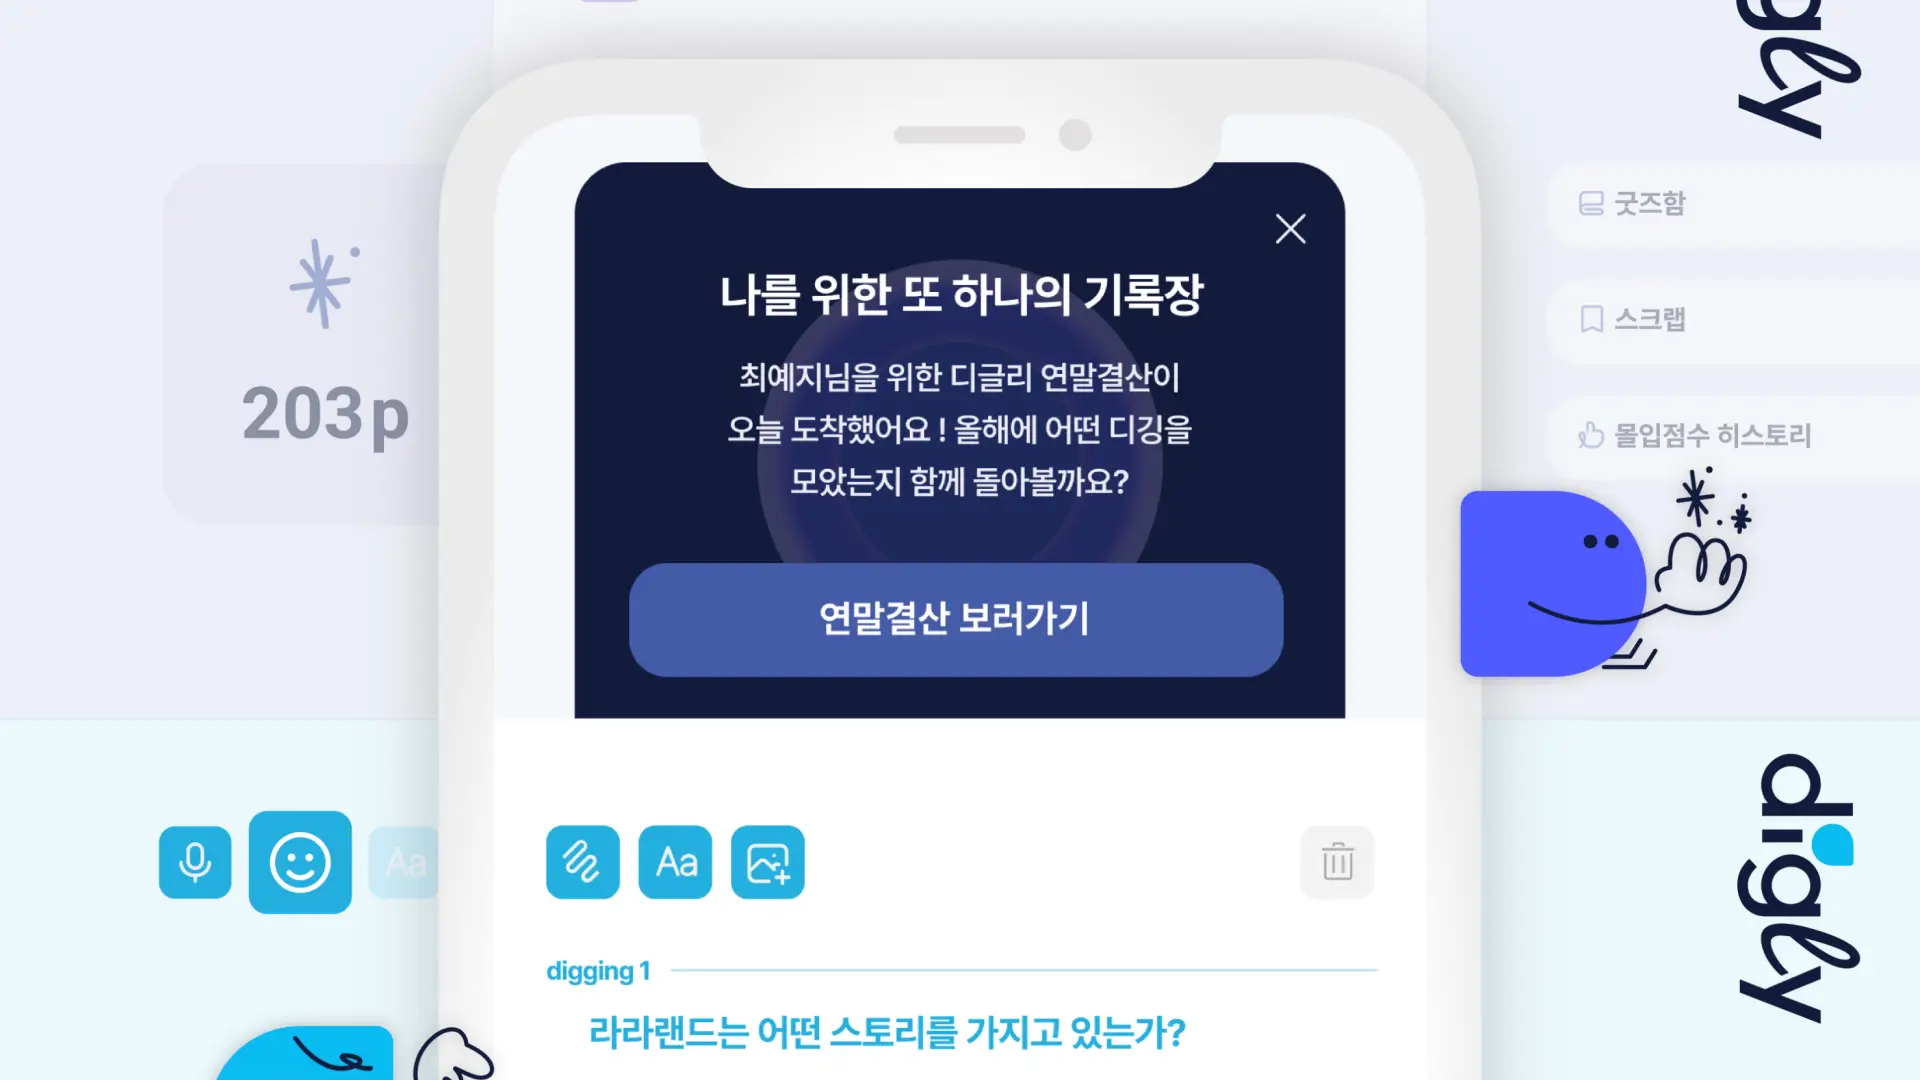 gly
나를 위한 또 하나의 기록장
최예지님을 위한 디글리 연말결산이
오늘 도착했어요 ! 올해에 어떤 디깅을
모았는지 함께 돌아볼까요?
연말결산 보러가기
203p
굿즈함
스크랩
몰입점수 히스토리
Aa
Aa
digging 1
라라랜드는 어떤 스토리를 가지고 있는가?
digly